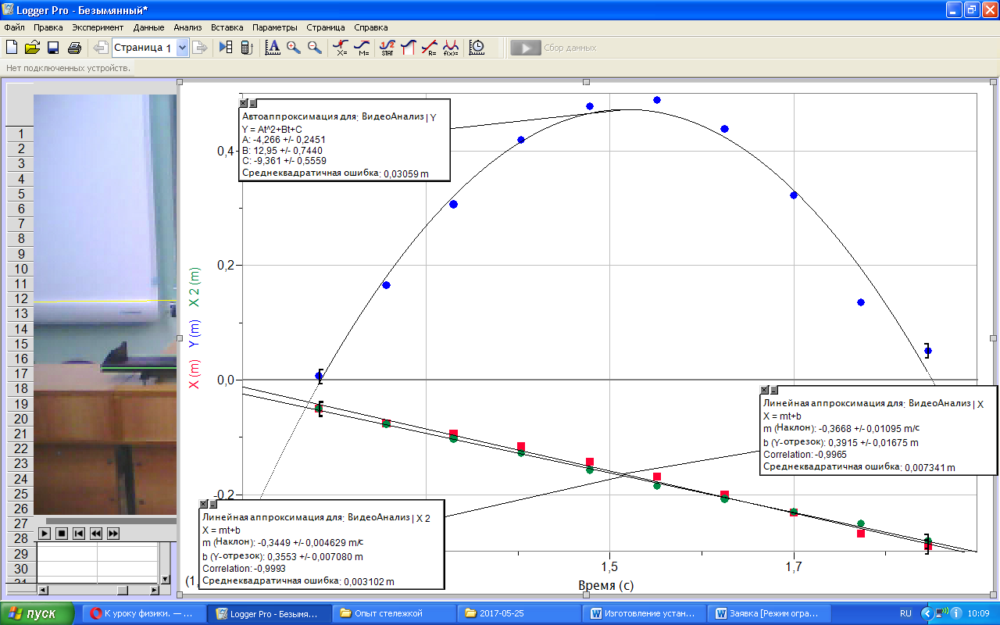 Logger Pro - Безымянный*
Файл Правка Эксперимент Данные Анализ Вставка Параметры Страница Справка
Страница 1
X=
M=
STAT
R=
f(x)=
Сбор данных
Нет подключенных устройств.
1
2
3
4
5
6
7
8
9
10
11
12
13
14
15
16
17
18
19
20
21
22
23
24
25
26
27
28
29
30
31
X (m) Y (m) X 2 (m)
0,4
0,2
0,0
-0,2
Автоаппроксимация для: ВидеоАнализ | Y
Y = At^2+Bt+C
A: -4,266 +/- 0,2451
B: 12,95 +/- 0,7440
C: -9,361 +/- 0,5559
Среднеквадратичная ошибка: 0,03059 m
Линейная аппроксимация для: ВидеоАнализ | X
X = mt+b
m (Наклон): -0,3668 +/- 0,01095 m/с
b (Y-отрезок): 0,3915 +/- 0,01675 m
Correlation: -0,9965
Среднеквадратичная ошибка: 0,007341 m
Линейная аппроксимация для: ВидеоАнализ | X 2
X = mt+b
m (Наклон): -0,3449 +/- 0,004629 m/с
b (Y-отрезок): 0,3553 +/- 0,007080 m
Correlation: -0,9993
Среднеквадратичная ошибка: 0,003102 m
1,5
1,7
(1,
Время (с)
пуск
К уроку физики. — ...
Logger Pro - Безымя...
Опыт стележкой
2017-05-25
Изготовление устан...
Заявка [Режим огра...
RU
10:09